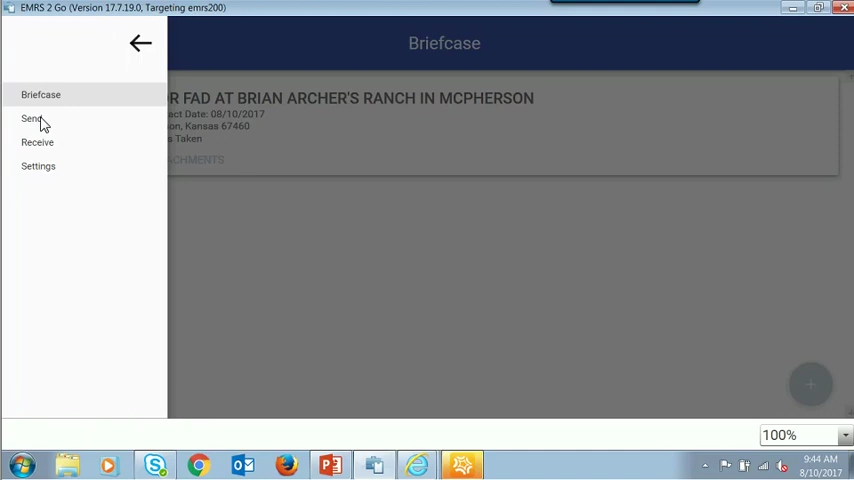 EMRS 2 Go (Version 17.7.19.0, Targeting emrs200)
Briefcase
Briefcase
Send
Receive
Settings
R FAD AT BRIAN ARCHER'S RANCH IN MCPHERSON
act Date: 08/10/2017
on, Kansas 67460
s Taken
CHMENTS
100%
9:44 AM
8/10/2017